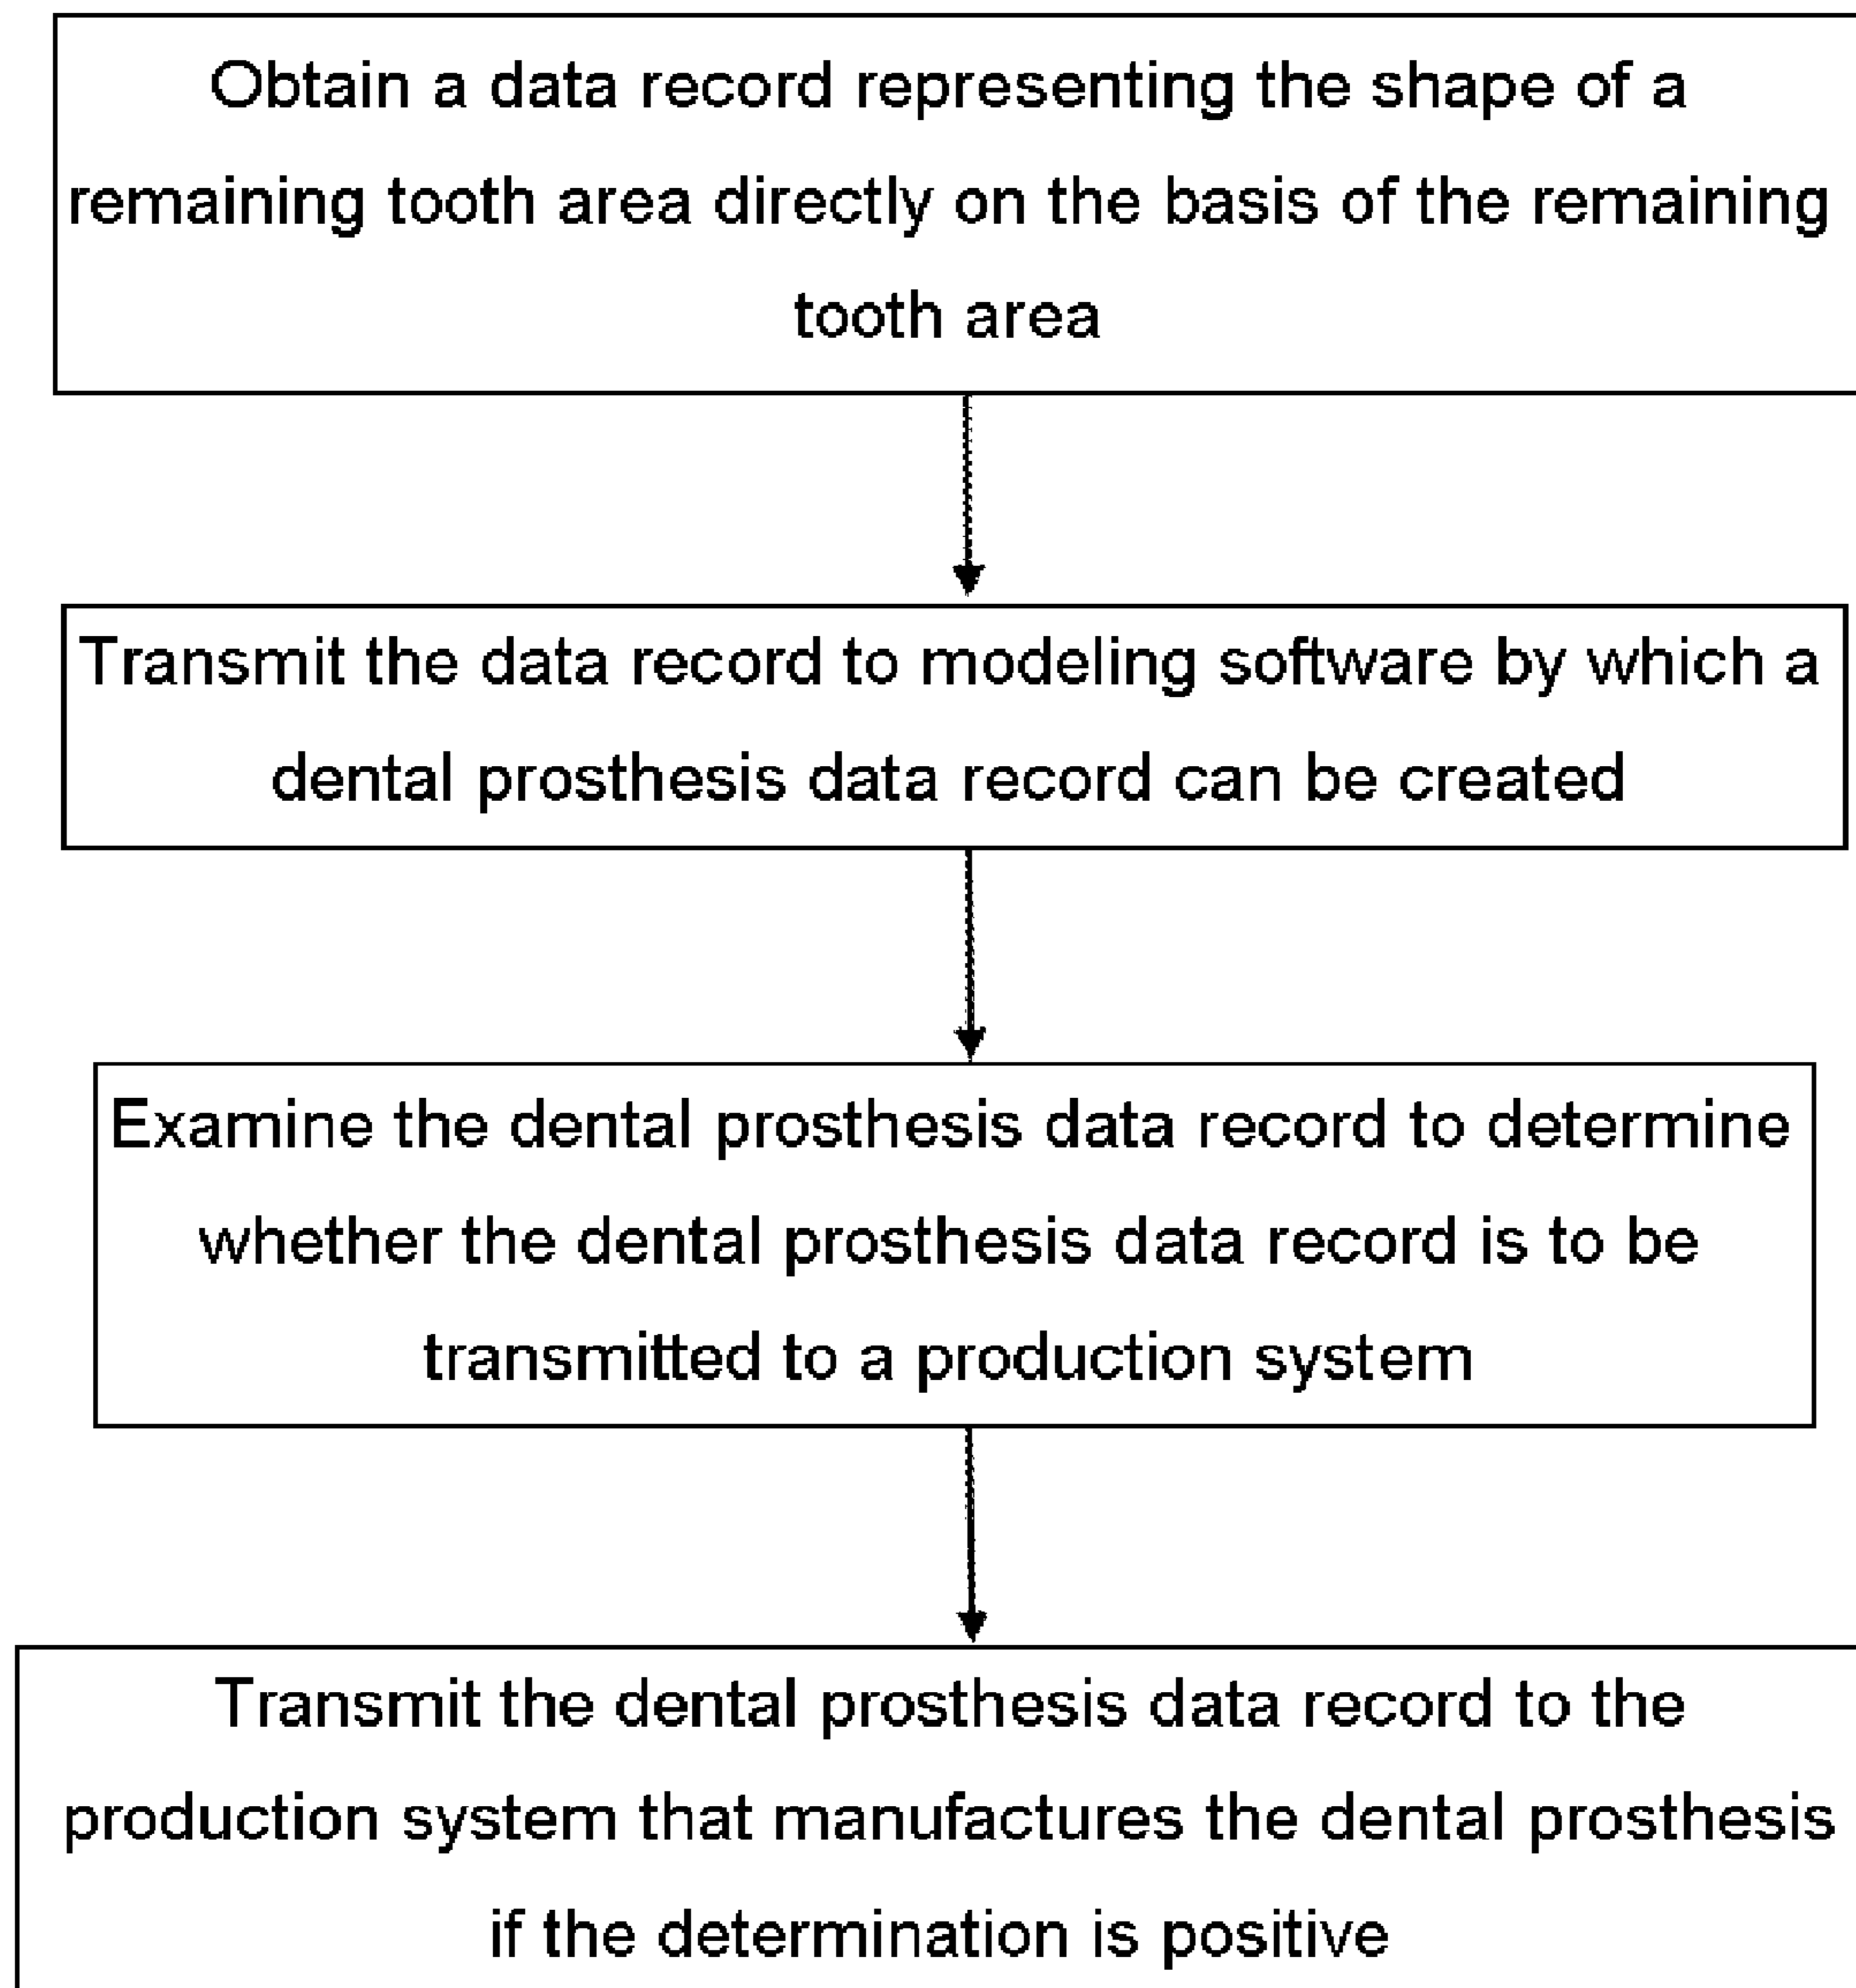 Obtain a data record representing the shape of a
remaining tooth area directly on the basis of the remaining
tooth area
Transmit the data record to modeling software by which a
dental prosthesis data record can be created
Examine the dental prosthesis data record to determine
whether the dental prosthesis data record is to be
transmitted to a production system
Transmit the dental prosthesis data record to the
production system that manufactures the dental prosthesis
if the determination is positive